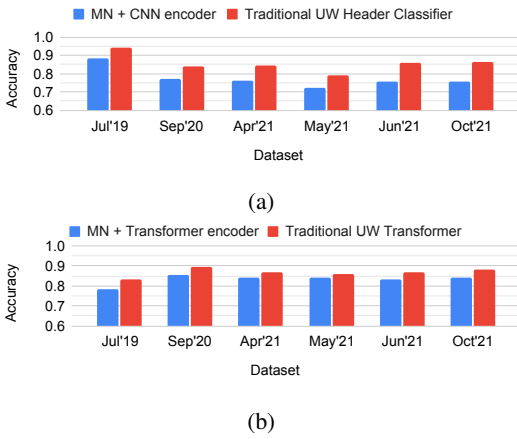 MN + CNN encoder Traditional UW Header Classifier
Accuracy
1.0
0.9
0.8
0.7
0.6
Jul'19 Sep'20 Apr'21 May'21 Jun'21 Oct'21
Dataset
(a)
MN + Transformer encoder Traditional UW Transformer
Accuracy
1.0
0.9
0.8
0.7
0.6
Jul'19 Sep'20 Apr'21 May'21 Jun'21 Oct'21
Dataset
(b)